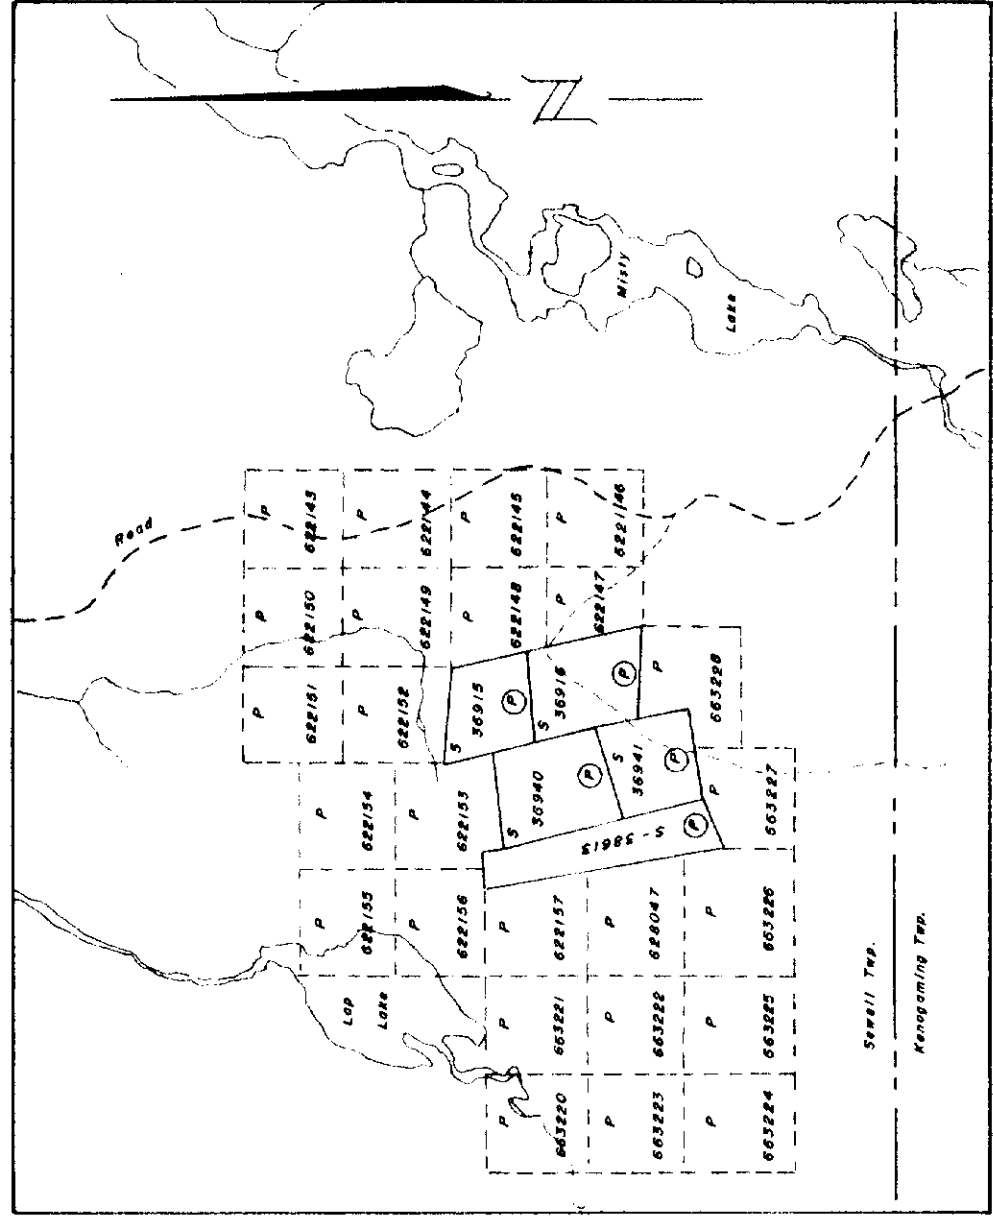 N
Road
P
622151
P
622150
P
622143
P
622152
P
622149
P
622144
P
622155
P
622154
P
622156
P
622153
S
36915
P
P
622148
P
622145
Lap
Lake
S
36940
P
S
36916
P
P
622147
P
622146
P
663220
P
663221
P
622157
S-38613
P
S
36941
P
P
663228
P
663223
P
663222
P
628047
P
663227
P
663224
P
663225
P
663226
Misty
Lake
Sewell Twp.
Kenogaming Twp.